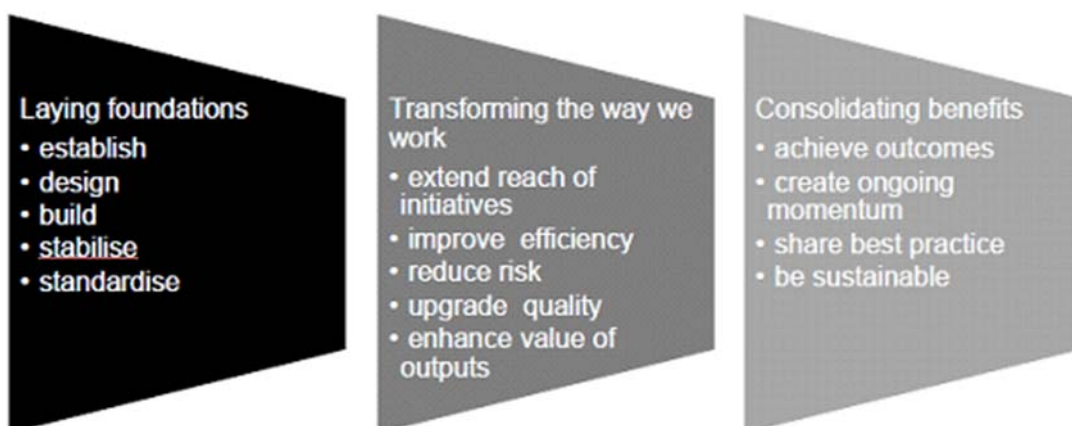 Laying foundations
• establish
• design
• build
• stabilise
• standardise
Transforming the way we
work
• extend reach of
initiatives
• improve efficiency
• reduce risk
• upgrade quality
• enhance value of
outputs
Consolidating benefits
• achieve outcomes
• create ongoing
momentum
• share best practice
• be sustainable